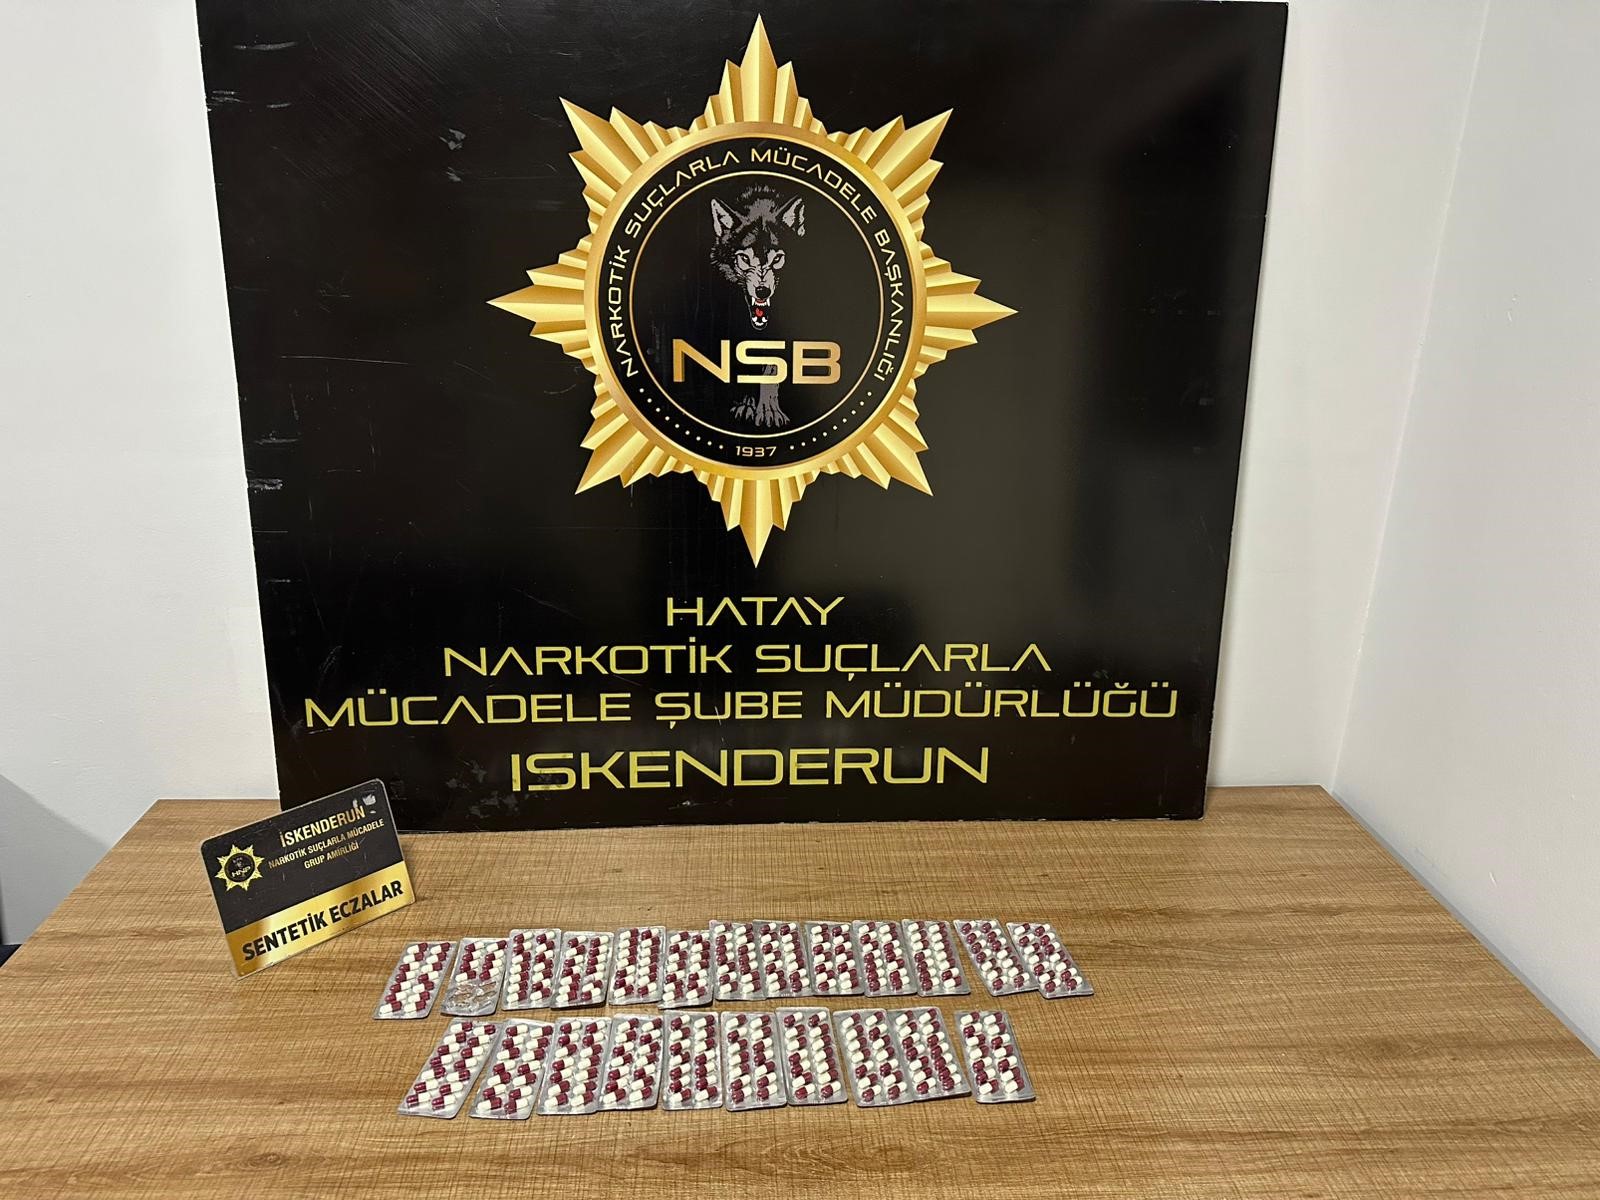 NARKOTİK SUÇLARLA MÜCADELE BAŞKANLIĞI
NSB
1937
HATAY
NARKOTİK SUÇLARLA
MÜCADELE ŞUBE MÜDÜRLÜĞÜ
ISKENDERUN
İSKENDERUN
NARKOTİK SUÇLARLA MÜCADELE
GRUP AMİRLİĞİ
HNP
SENTETİK ECZALAR